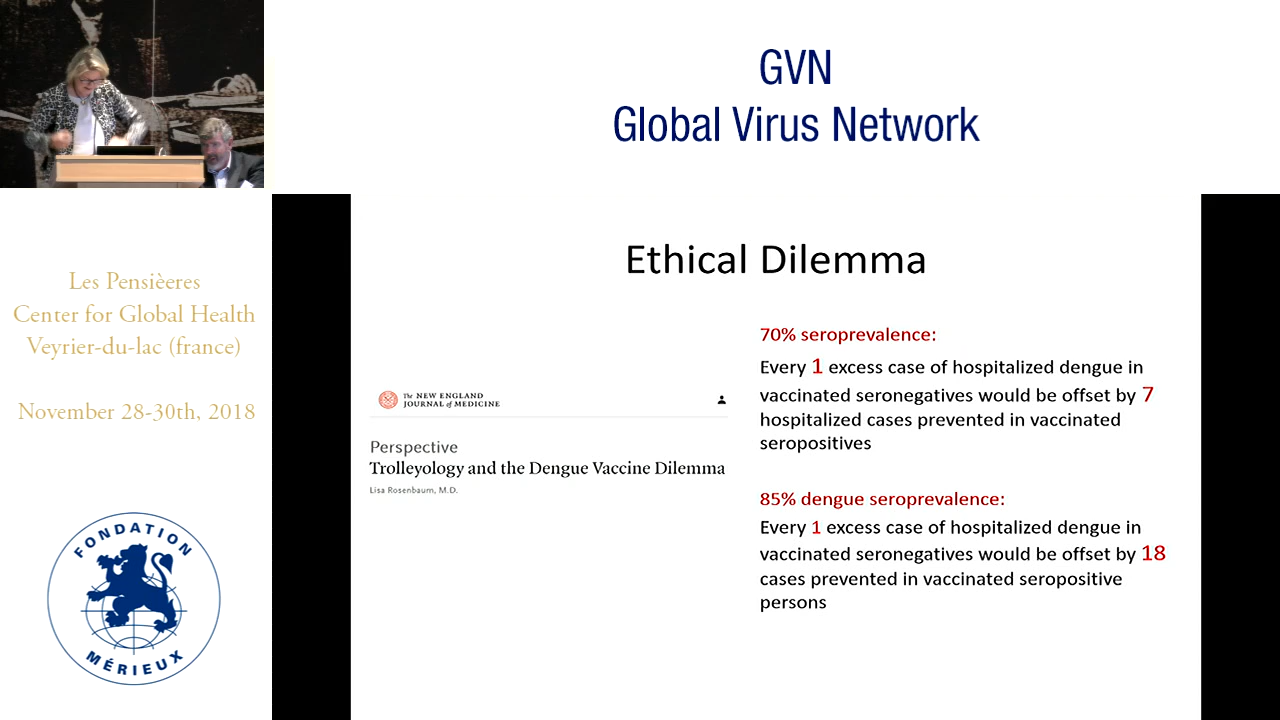 GVN
Global Virus Network
Les Pensièeres
Center for Global Health
Veyrier-du-lac (france)
November 28-30th, 2018
FONDATION
MÉRIEUX
Ethical Dilemma
The NEW ENGLAND
JOURNAL of MEDICINE
Perspective
Trolleyology and the Dengue Vaccine Dilemma
Lisa Rosenbaum, M.D.
70% seroprevalence:
Every 1 excess case of hospitalized dengue in
vaccinated seronegatives would be offset by 7
hospitalized cases prevented in vaccinated
seropositives
85% dengue seroprevalence:
Every 1 excess case of hospitalized dengue in
vaccinated seronegatives would be offset by 18
cases prevented in vaccinated seropositive
persons